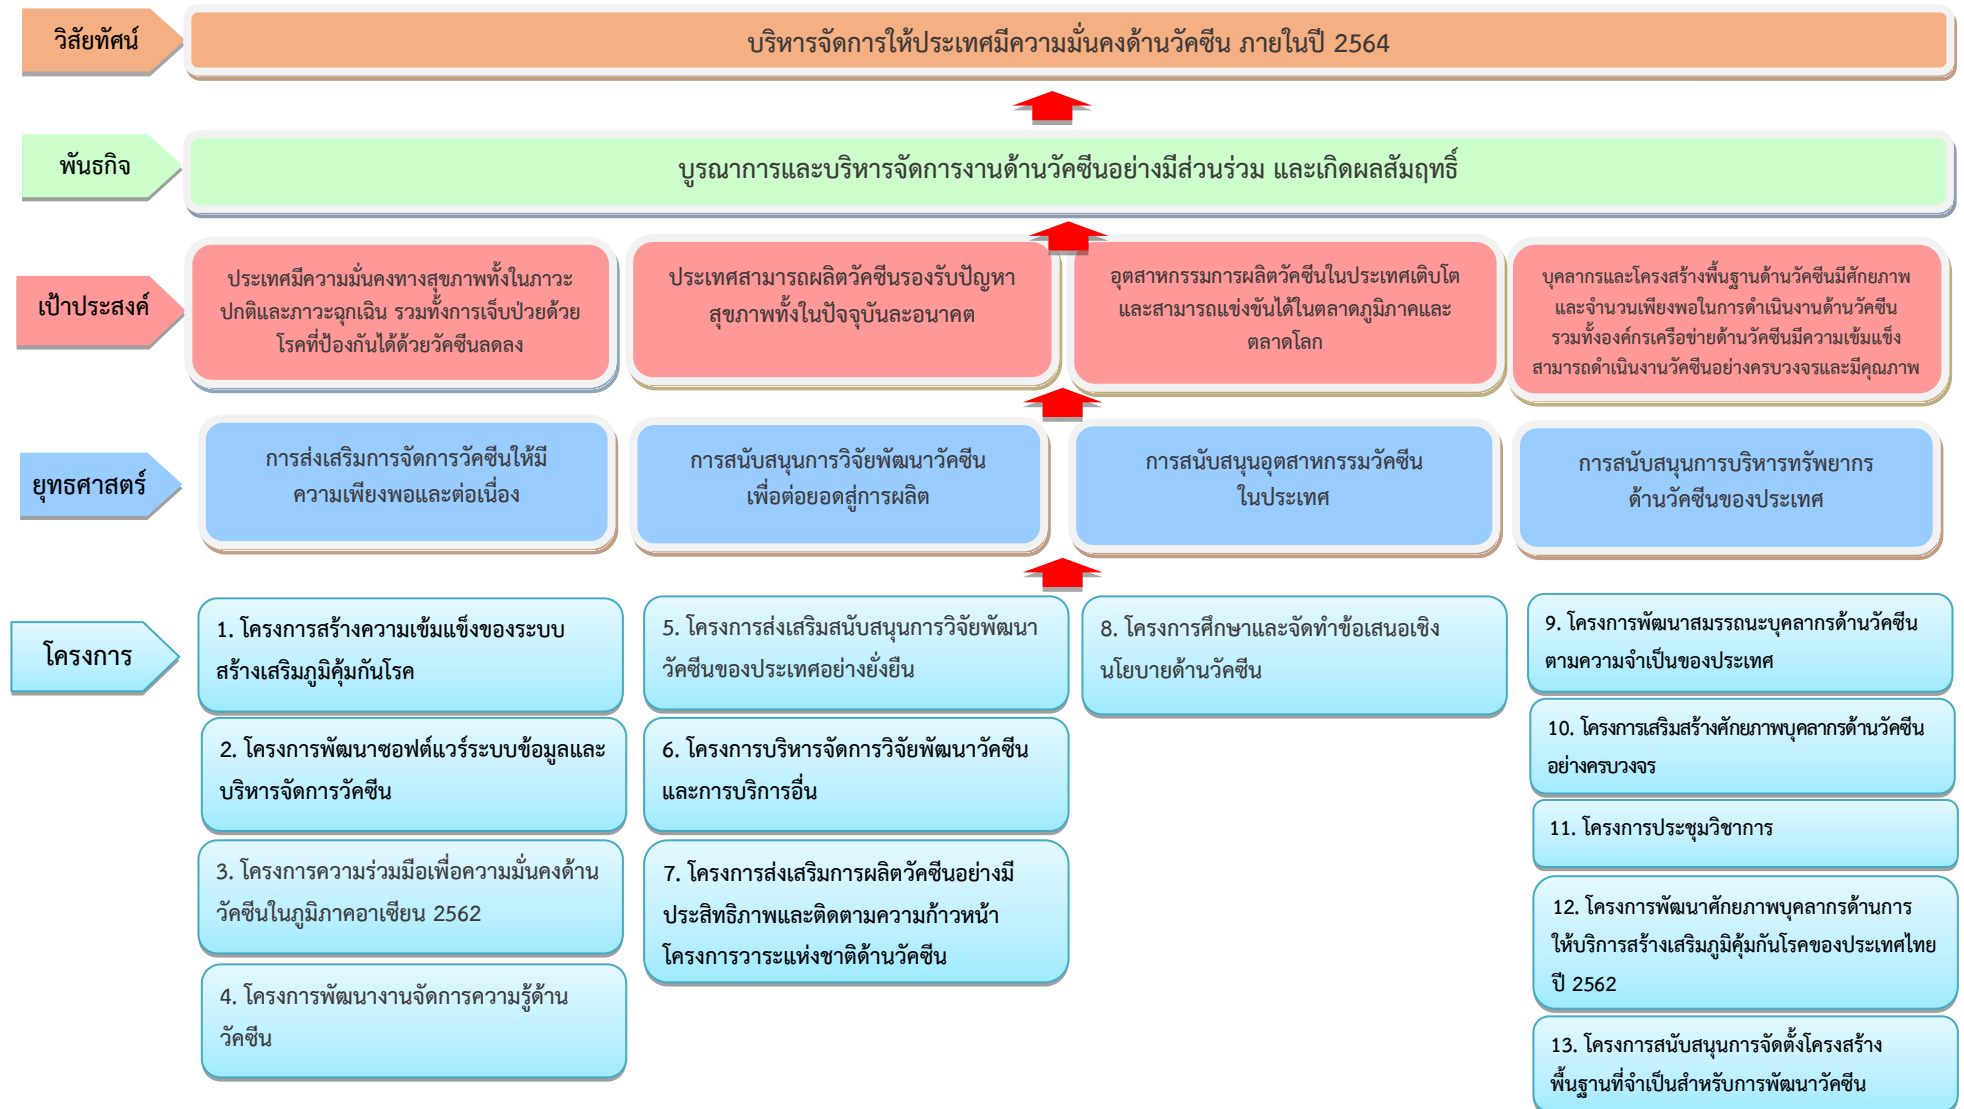 วิสัยทัศน์
บริหารจัดการให้ประเทศมีความมั่นคงด้านวัคซีน ภายในปี 2564
พันธกิจ
บูรณาการและบริหารจัดการงานด้านวัคซีนอย่างมีส่วนร่วม และเกิดผลสัมฤทธิ์
เป้าประสงค์
ประเทศมีความมั่นคงทางสุขภาพทั้งในภาวะ
ปกติและภาวะฉุกเฉิน รวมทั้งการเจ็บป่วยด้วย
โรคที่ป้องกันได้ด้วยวัคซีนลดลง
ประเทศสามารถผลิตวัคซีนรองรับปัญหา
สุขภาพทั้งในปัจจุบันละอนาคต
อุตสาหกรรมการผลิตวัคซีนในประเทศเติบโต
และสามารถแข่งขันได้ในตลาดภูมิภาคและ
ตลาดโลก
บุคลากรและโครงสร้างพื้นฐานด้านวัคซีนมีศักยภาพ
และจำนวนเพียงพอในการดำเนินงานด้านวัคซีน
รวมทั้งองค์กรเครือข่ายด้านวัคซีนมีความเข้มแข็ง
สามารถดำเนินงานวัคซีนอย่างครบวงจรและมีคุณภาพ
ยุทธศาสตร์
การส่งเสริมการจัดการวัคซีนให้มี
ความเพียงพอและต่อเนื่อง
การสนับสนุนการวิจัยพัฒนาวัคซีน
เพื่อต่อยอดสู่การผลิต
การสนับสนุนอุตสาหกรรมวัคซีน
ในประเทศ
การสนับสนุนการบริหารทรัพยากร
ด้านวัคซีนของประเทศ
โครงการ
1. โครงการสร้างความเข้มแข็งของระบบ
สร้างเสริมภูมิคุ้มกันโรค
2. โครงการพัฒนาซอฟต์แวร์ระบบข้อมูลและ
บริหารจัดการวัคซีน
3. โครงการความร่วมมือเพื่อความมั่นคงด้าน
วัคซีนในภูมิภาคอาเซียน 2562
4. โครงการพัฒนางานจัดการความรู้ด้าน
วัคซีน
5. โครงการส่งเสริมสนับสนุนการวิจัยพัฒนา
วัคซีนของประเทศอย่างยั่งยืน
6. โครงการบริหารจัดการวิจัยพัฒนาวัคซีน
และการบริการอื่น
7. โครงการส่งเสริมการผลิตวัคซีนอย่างมี
ประสิทธิภาพและติดตามความก้าวหน้า
โครงการวาระแห่งชาติด้านวัคซีน
8. โครงการศึกษาและจัดทำข้อเสนอเชิง
นโยบายด้านวัคซีน
9. โครงการพัฒนาสมรรถนะบุคลากรด้านวัคซีน
ตามความจำเป็นของประเทศ
10. โครงการเสริมสร้างศักยภาพบุคลากรด้านวัคซีน
อย่างครบวงจร
11. โครงการประชุมวิชาการ
12. โครงการพัฒนาศักยภาพบุคลากรด้านการ
ให้บริการสร้างเสริมภูมิคุ้มกันโรคของประเทศไทย
ปี 2562
13. โครงการสนับสนุนการจัดตั้งโครงสร้าง
พื้นฐานที่จำเป็นสำหรับการพัฒนาวัคซีน